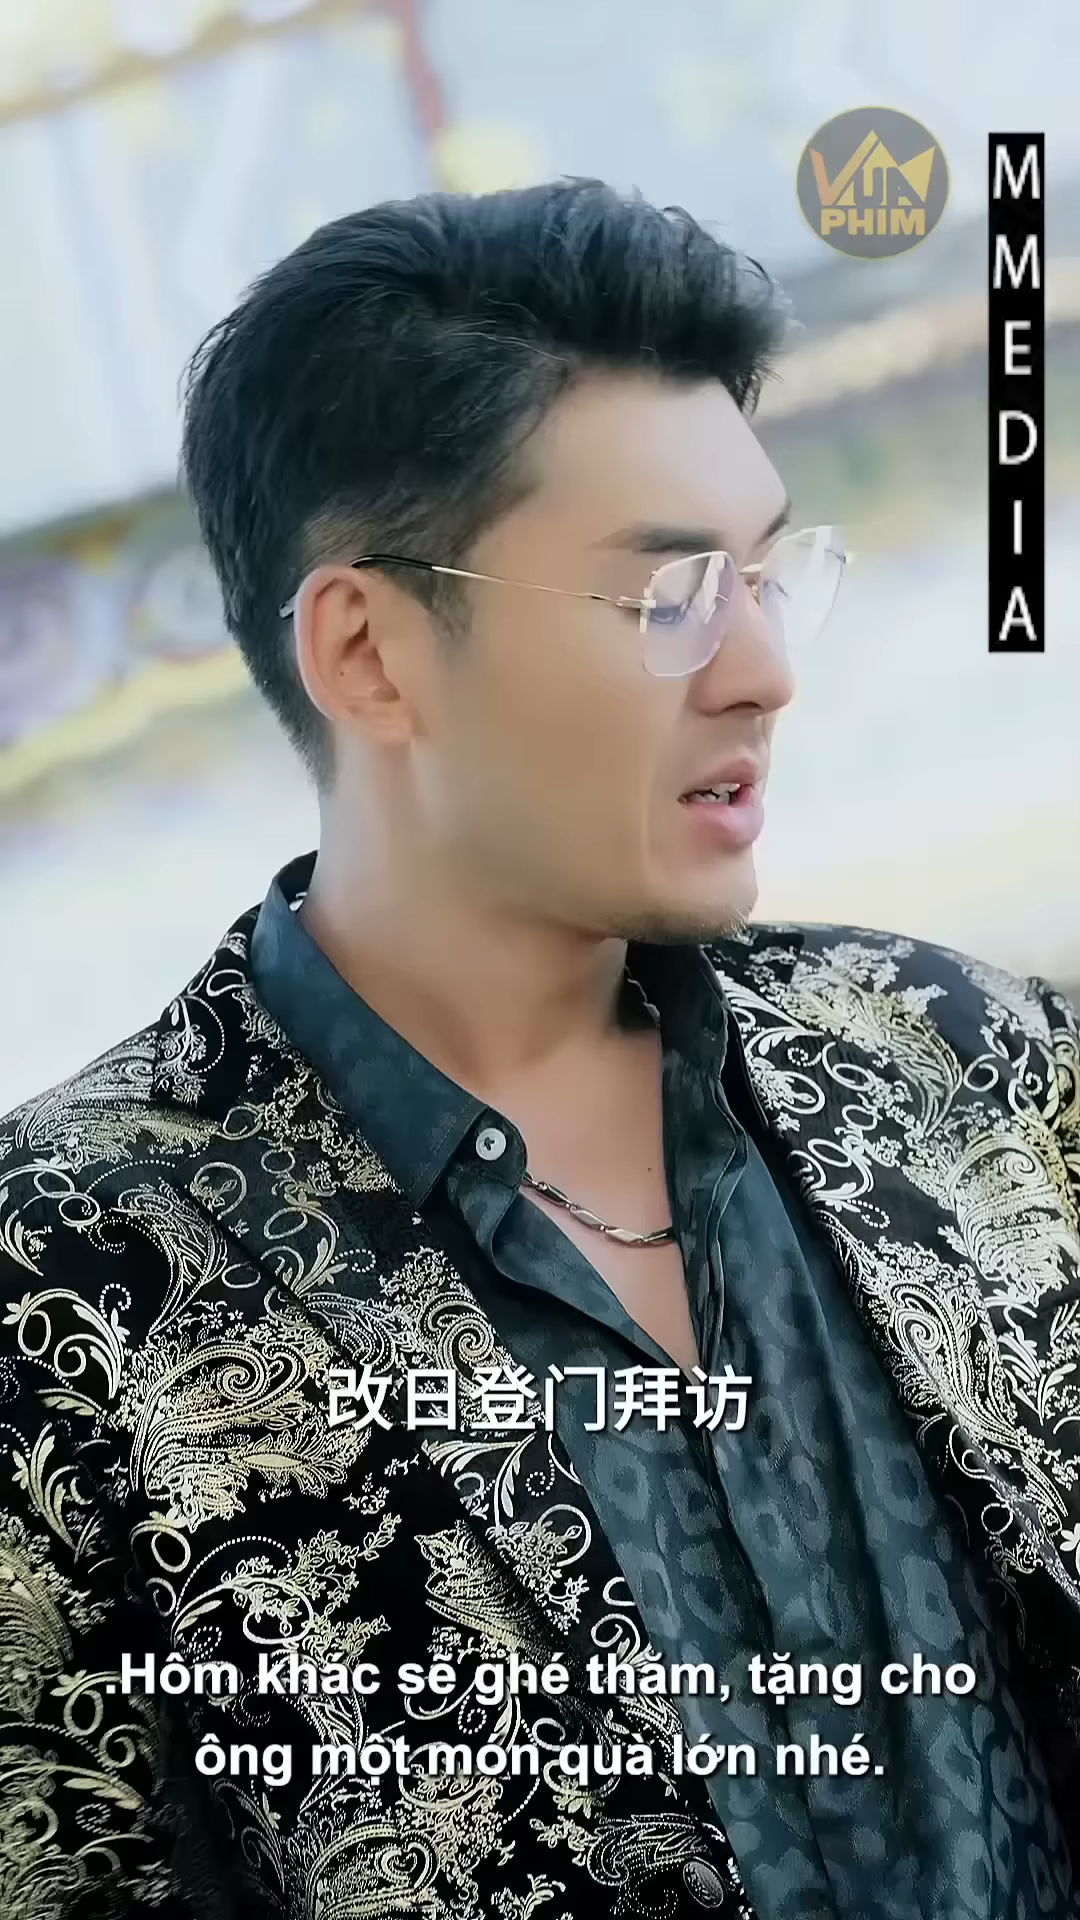 VUA
PHIM
MMEDIA
改日登门拜访
.Hôm khác sẽ ghé thăm, tặng cho
ông một món quà lớn nhé.